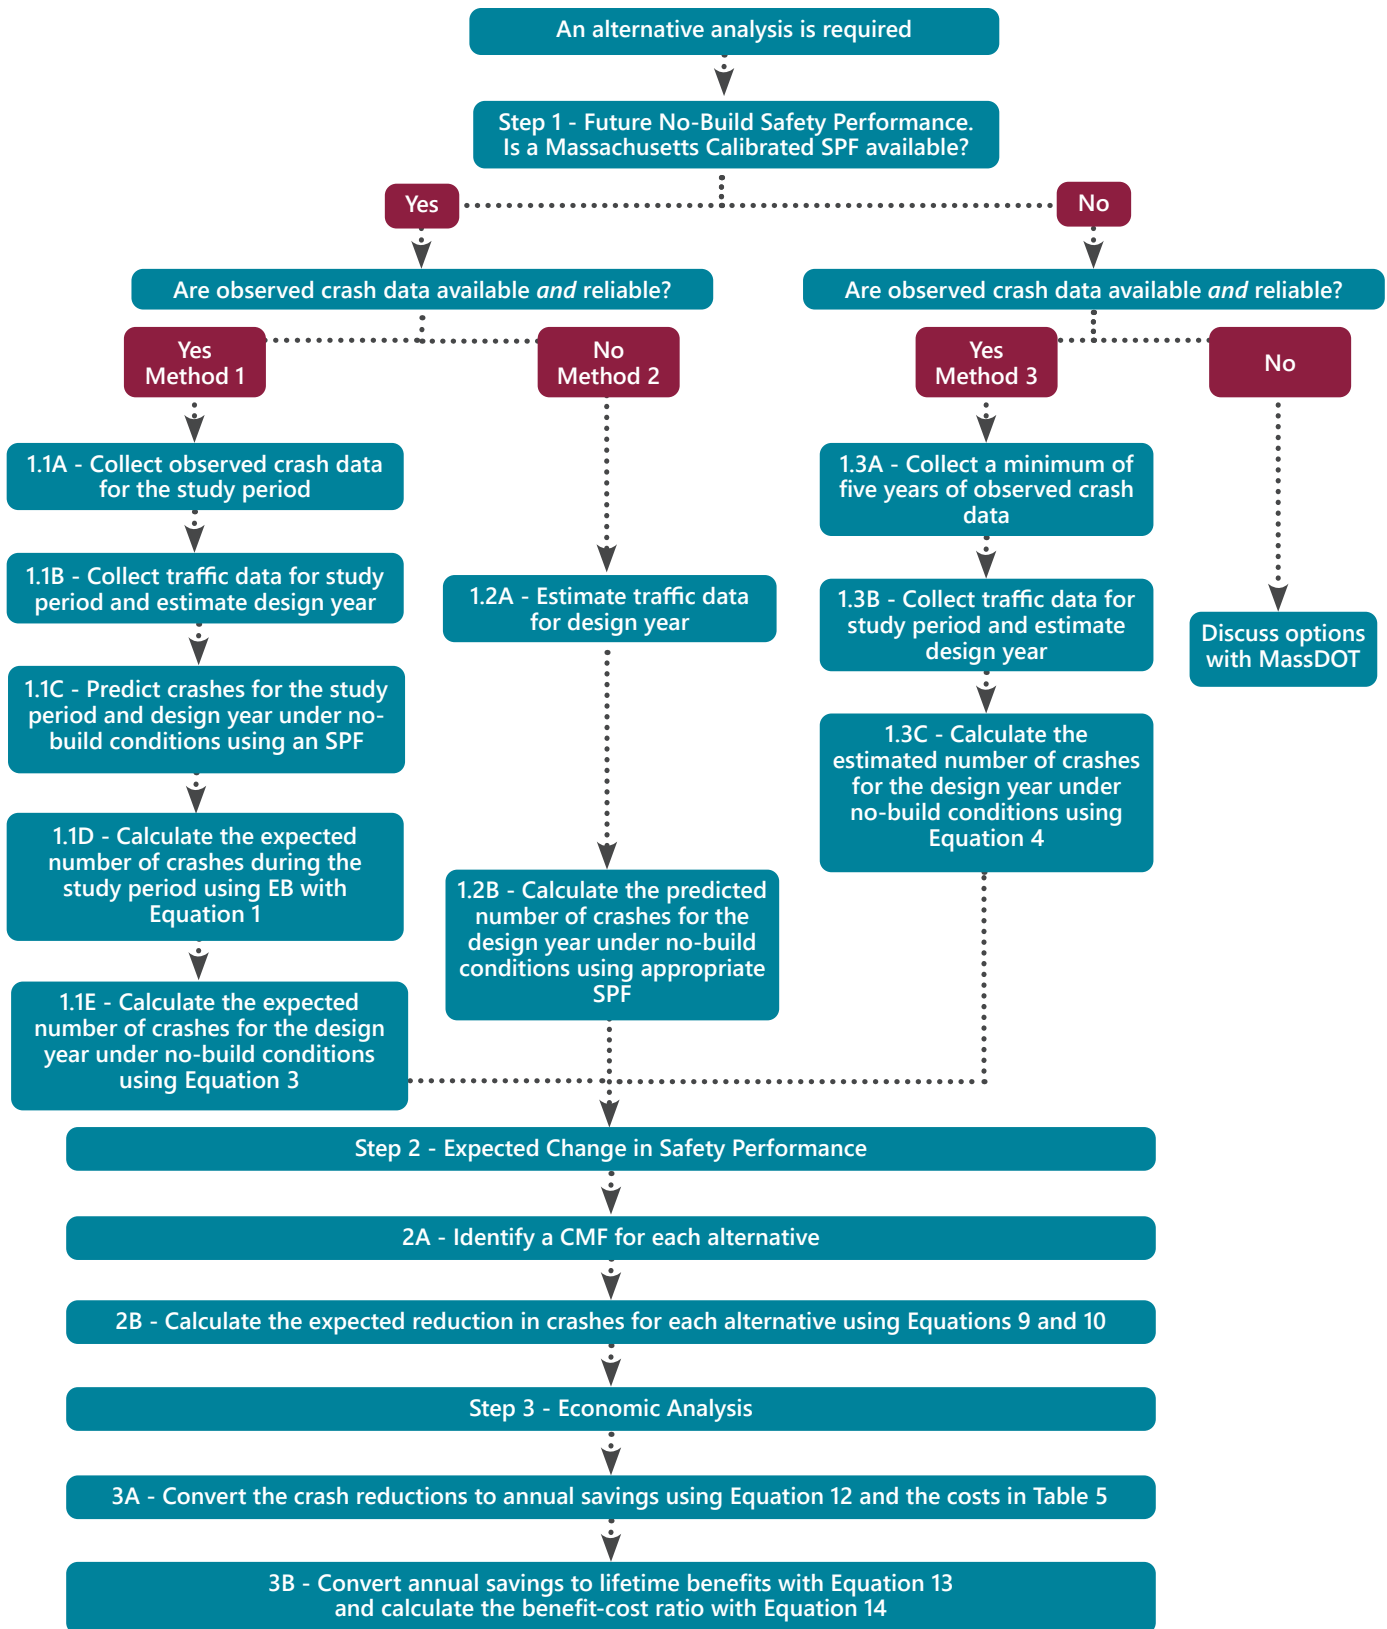 An alternative analysis is required
Step 1 - Future No-Build Safety Performance.
Is a Massachusetts Calibrated SPF available?
Yes
No
Are observed crash data available and reliable?
Are observed crash data available and reliable?
Yes
Method 1
No
Method 2
Yes
Method 3
No
1.1A - Collect observed crash data
for the study period
1.1B - Collect traffic data for study
period and estimate design year
1.1C - Predict crashes for the study
period and design year under no-
build conditions using an SPF
1.1D - Calculate the expected
number of crashes during the
study period using EB with
Equation 1
1.1E - Calculate the expected
number of crashes for the design
year under no-build conditions
using Equation 3
1.2A - Estimate traffic data
for design year
1.2B - Calculate the predicted
number of crashes for the
design year under no-build
conditions using appropriate
SPF
1.3A - Collect a minimum of
five years of observed crash
data
1.3B - Collect traffic data for
study period and estimate
design year
1.3C - Calculate the
estimated number of crashes
for the design year under
no-build conditions using
Equation 4
Discuss options
with MassDOT
Step 2 - Expected Change in Safety Performance
2A - Identify a CMF for each alternative
2B - Calculate the expected reduction in crashes for each alternative using Equations 9 and 10
Step 3 - Economic Analysis
3A - Convert the crash reductions to annual savings using Equation 12 and the costs in Table 5
3B - Convert annual savings to lifetime benefits with Equation 13
and calculate the benefit-cost ratio with Equation 14